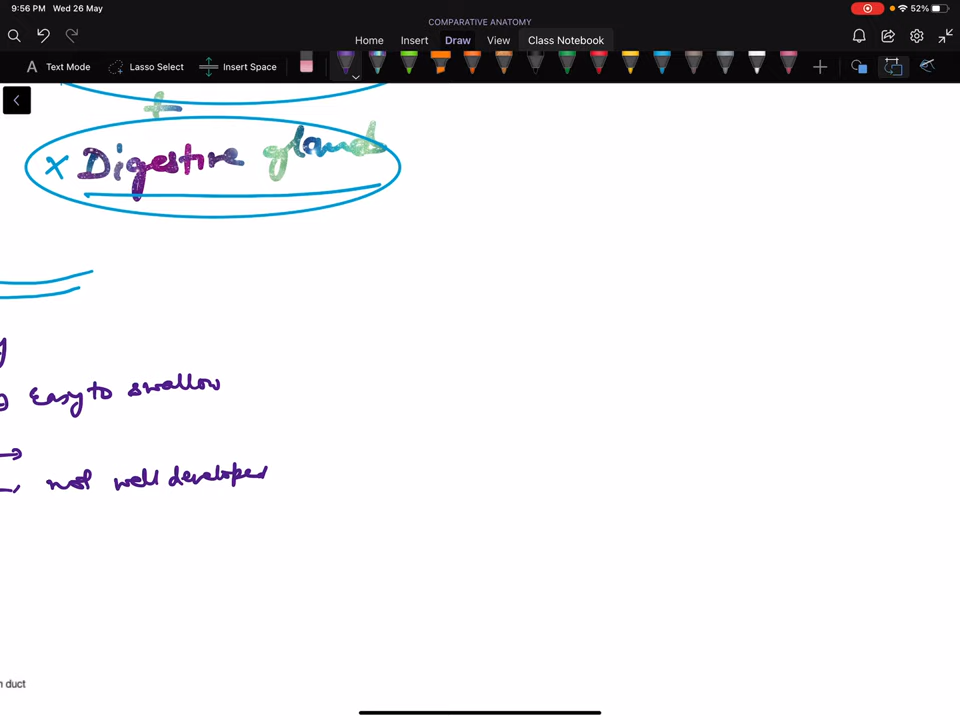 9:56 PM Wed 26 May
52%
COMPARATIVE ANATOMY
Home Insert Draw View Class Notebook
A Text Mode Lasso Select Insert Space
+
x Digestive glands
Easy to swallow
not well developed
n duct